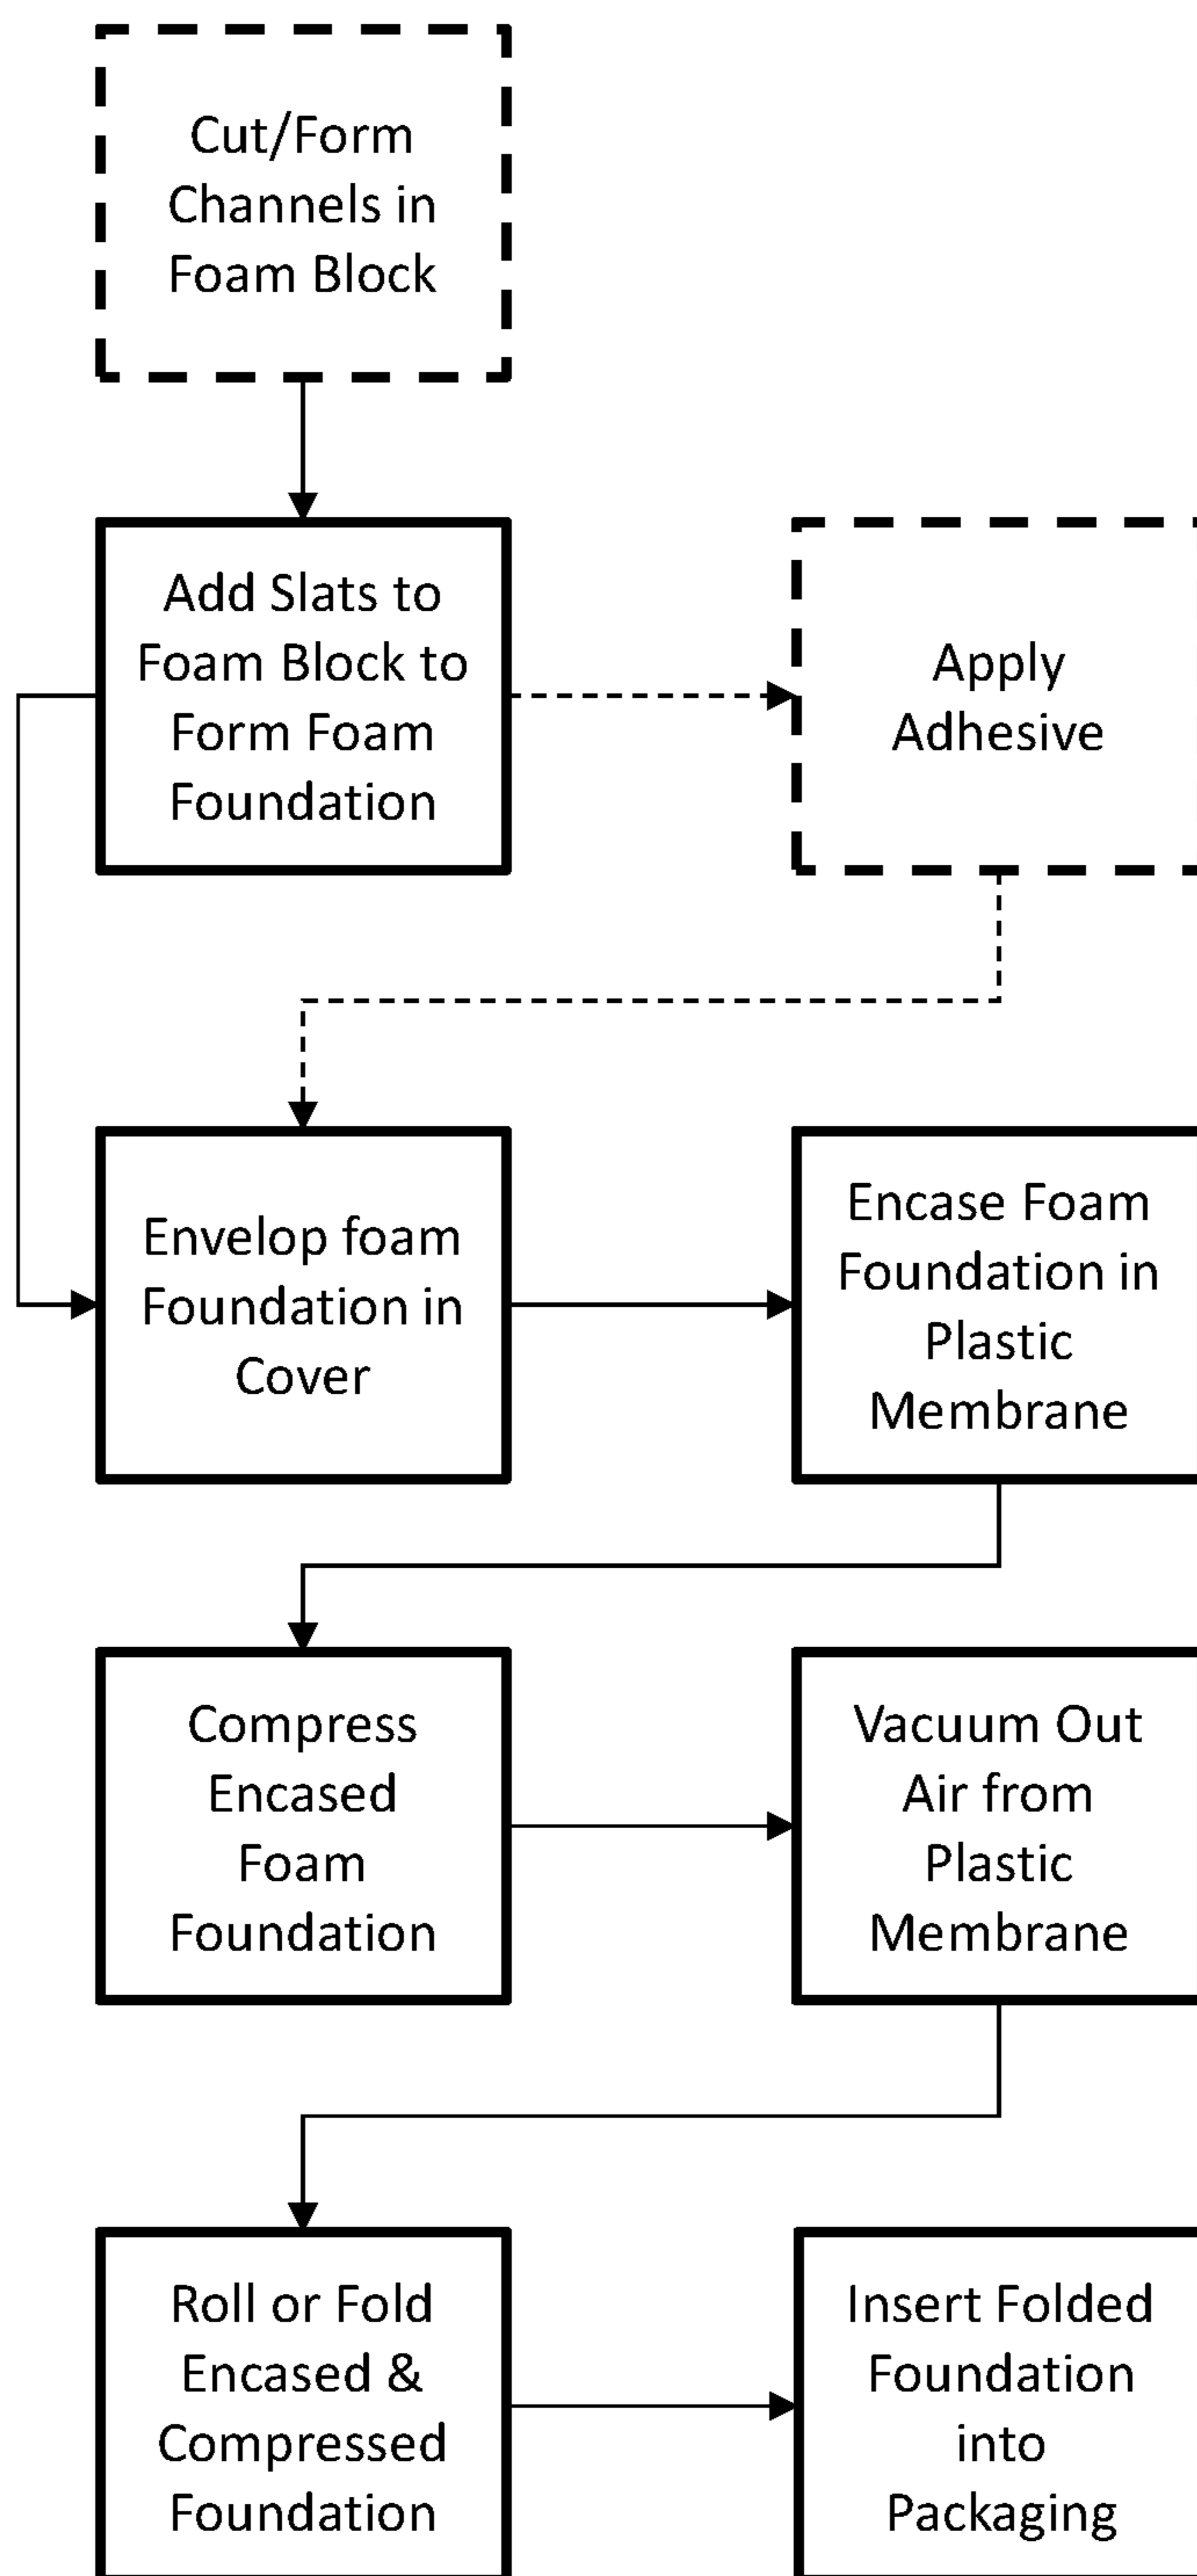 Cut/Form
Channels in
Foam Block
Add Slats to
Foam Block to
Form Foam
Foundation
Apply
Adhesive
Envelop foam
Foundation in
Cover
Encase Foam
Foundation in
Plastic
Membrane
Compress
Encased
Foam
Foundation
Vacuum Out
Air from
Plastic
Membrane
Roll or Fold
Encased &
Compressed
Foundation
Insert Folded
Foundation
into
Packaging